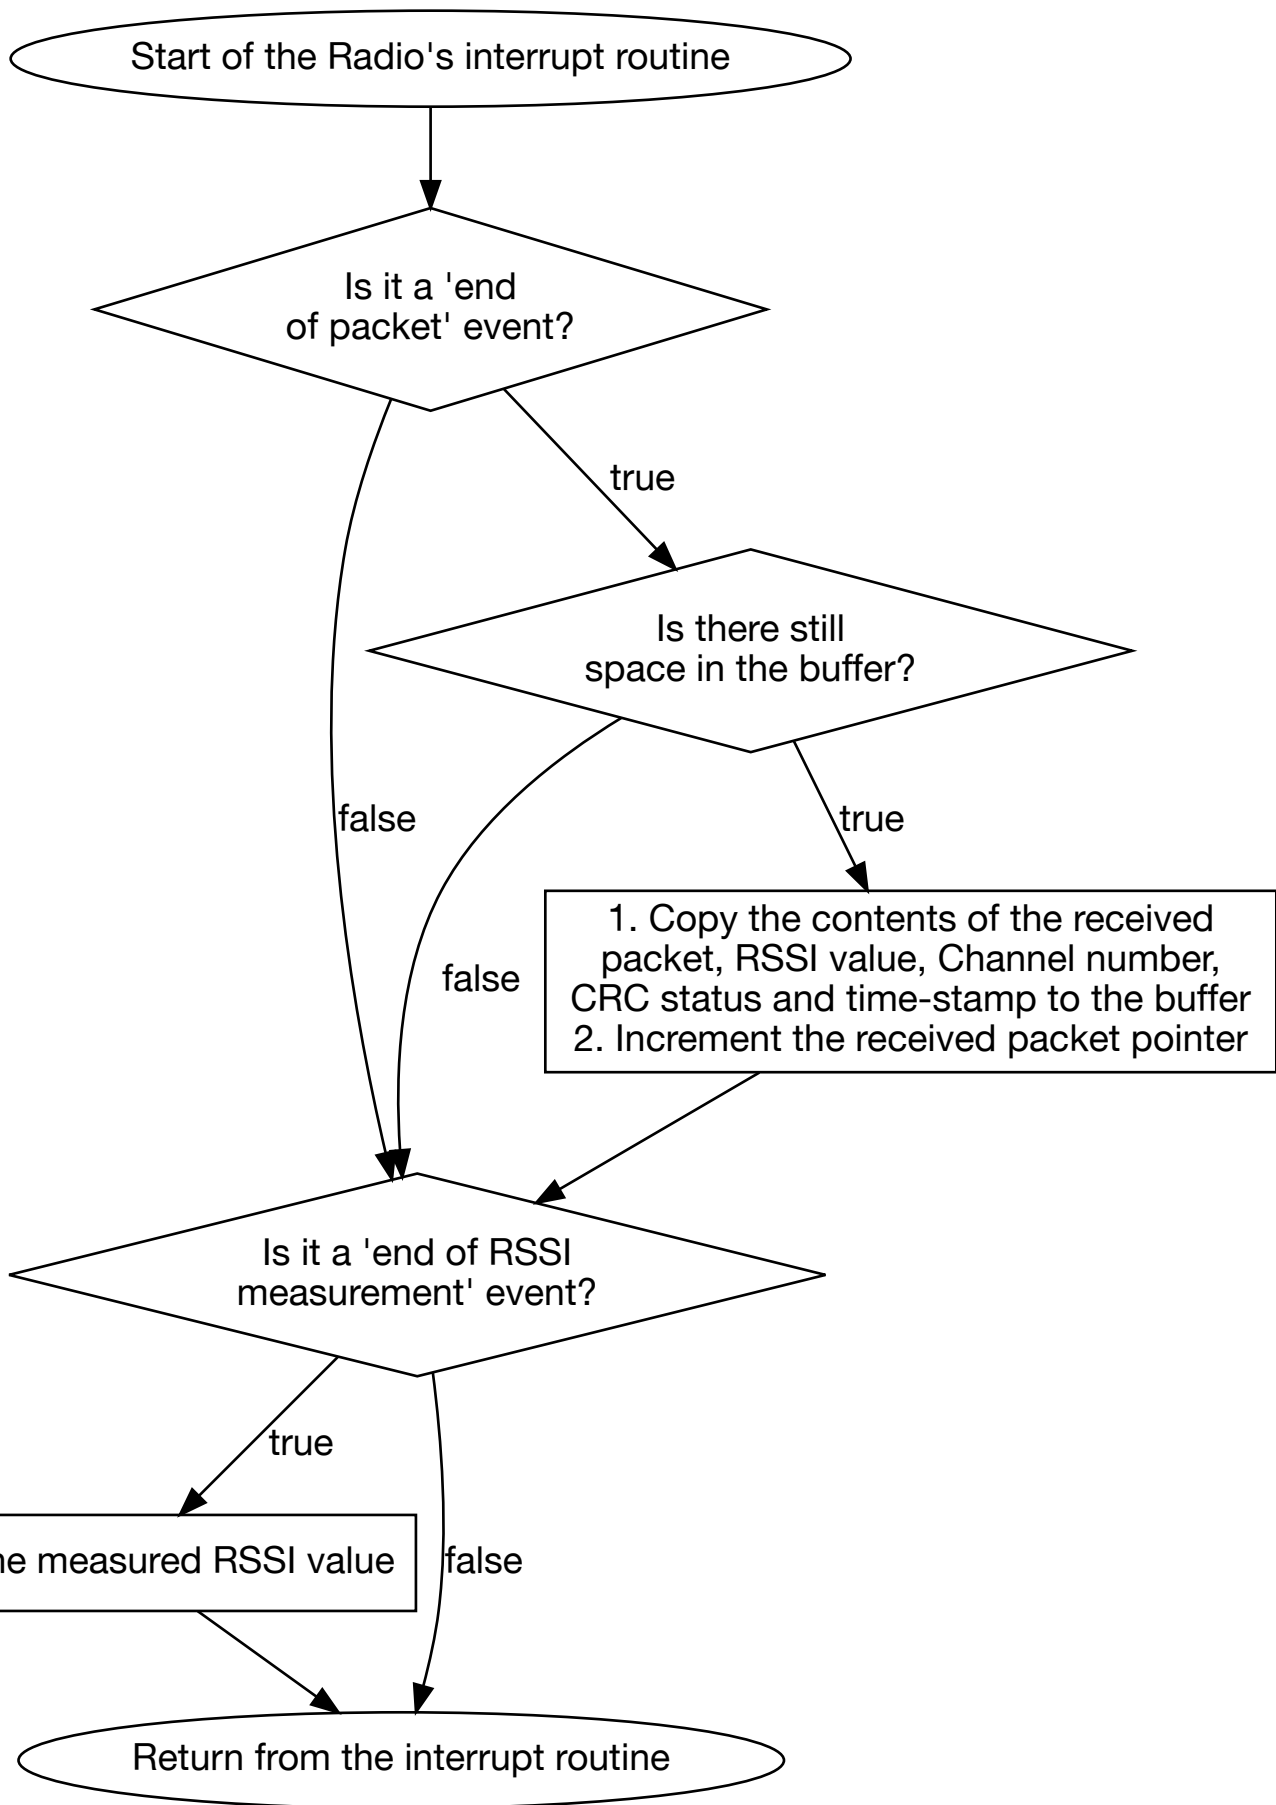 Start of the Radio's interrupt routine
Is it a 'end
of packet' event?
true
Is there still
space in the buffer?
false
true
false
1. Copy the contents of the received
packet, RSSI value, Channel number,
CRC status and time-stamp to the buffer
2. Increment the received packet pointer
Is it a 'end of RSSI
measurement' event?
true
measured RSSI value
false
Return from the interrupt routine